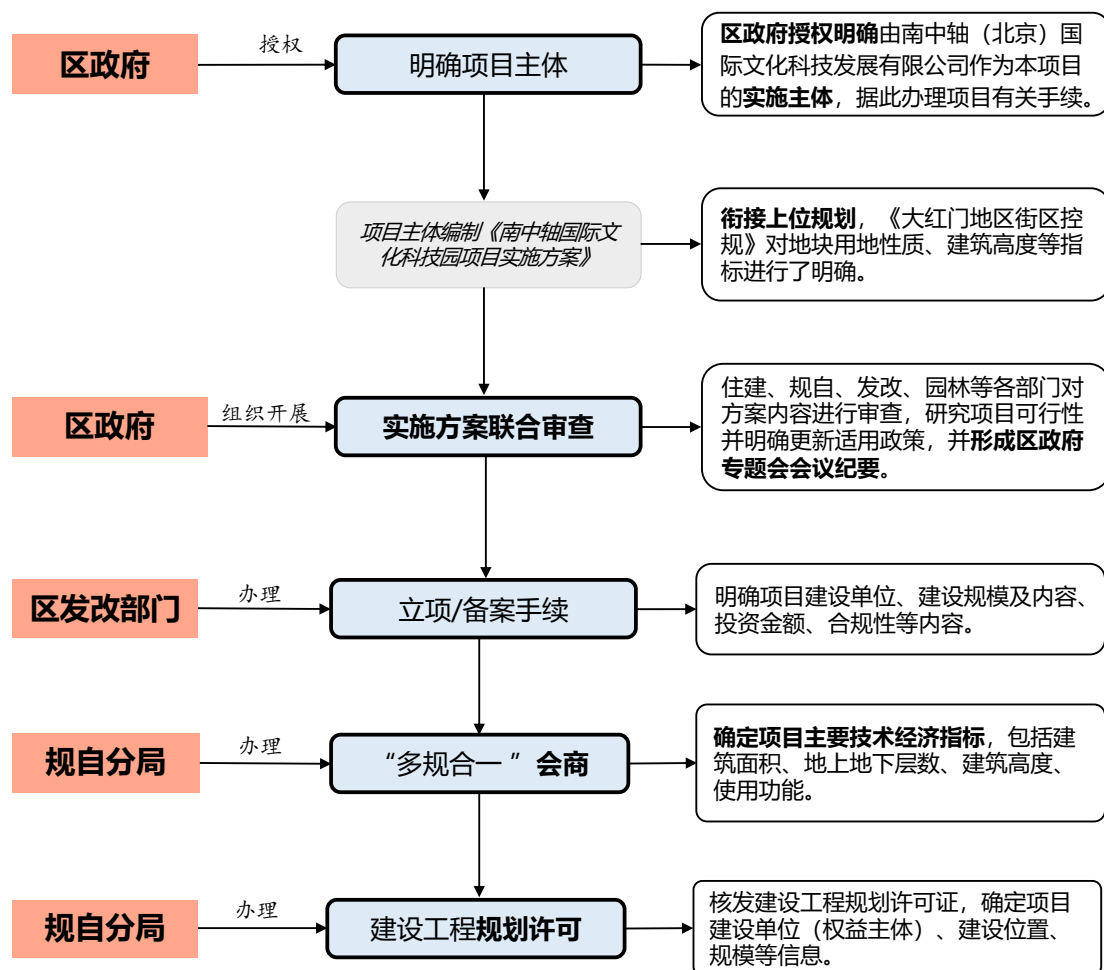 区政府
授权
明确项目主体
区政府授权明确由南中轴（北京）国
际文化科技发展有限公司作为本项目
的实施主体，据此办理项目有关手续。
项目主体编制《南中轴国际文
化科技园项目实施方案》
衔接上位规划，《大红门地区街区控
规》对地块用地性质、建筑高度等指
标进行了明确。
区政府
组织开展
实施方案联合审查
住建、规自、发改、园林等各部门对
方案内容进行审查，研究项目可行性
并明确更新适用政策，并形成区政府
专题会会议纪要。
区发改部门
办理
立项/备案手续
明确项目建设单位、建设规模及内容、
投资金额、合规性等内容。
规自分局
办理
“多规合一 ”会商
确定项目主要技术经济指标，包括建
筑面积、地上地下层数、建筑高度、
使用功能。
规自分局
办理
建设工程规划许可
核发建设工程规划许可证，确定项目
建设单位（权益主体）、建设位置、
规模等信息。